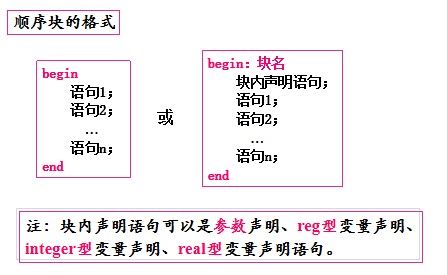 顺序块的格式
begin
语句1；
语句2；
…
语句n；
end
或
begin：块名
块内声明语句；
语句1；
语句2；
…
语句n；
end
注：块内声明语句可以是参数声明、reg型变量声明、
integer型变量声明、real型变量声明语句。